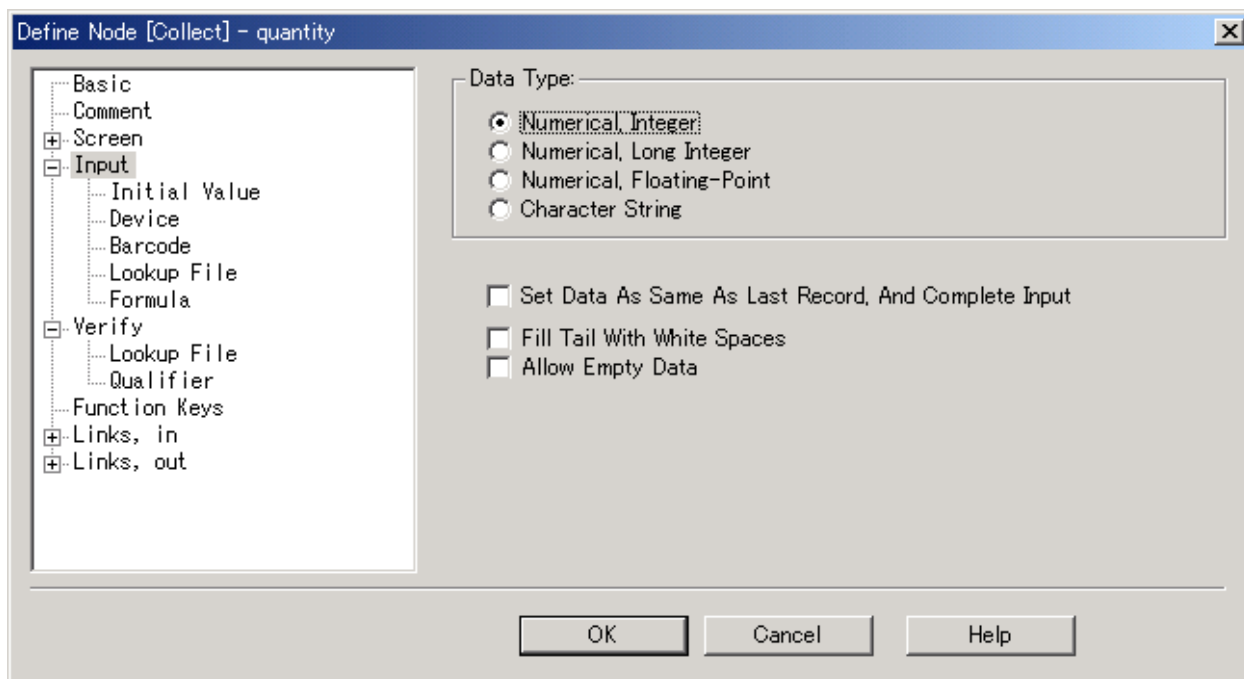 Define Node [Collect] - quantity
Basic
Comment
Screen
Input
Initial Value
Device
Barcode
Lookup File
Formula
Verify
Lookup File
Qualifier
Function Keys
Links, in
Links, out
Data Type:
Numerical, Integer
Numerical, Long Integer
Numerical, Floating-Point
Character String
Set Data As Same As Last Record, And Complete Input
Fill Tail With White Spaces
Allow Empty Data
OK Cancel Help